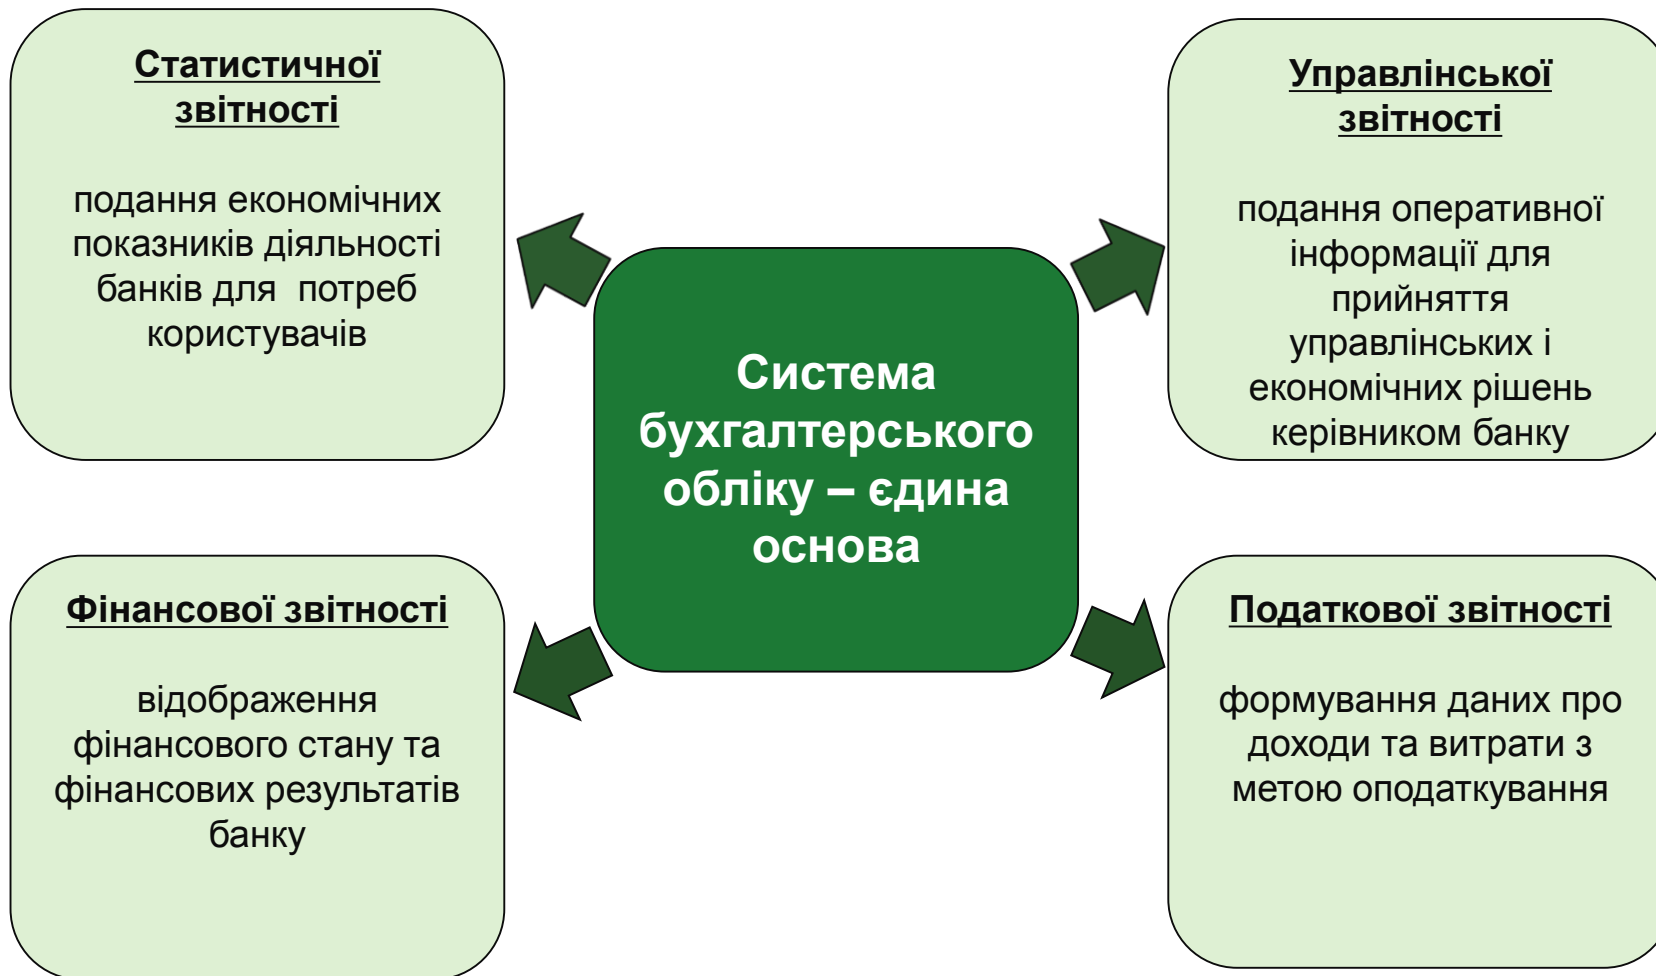 Статистичної
звітності
подання економічних
показників діяльності
банків для  потреб
користувачів
Управлінської
звітності
подання оперативної
інформації для
прийняття
управлінських і
економічних рішень
керівником банку
Система
бухгалтерського
обліку – єдина
основа
Фінансової звітності
відображення
фінансового стану та
фінансових результатів
банку
Податкової звітності
формування даних про
доходи та витрати з
метою оподаткування